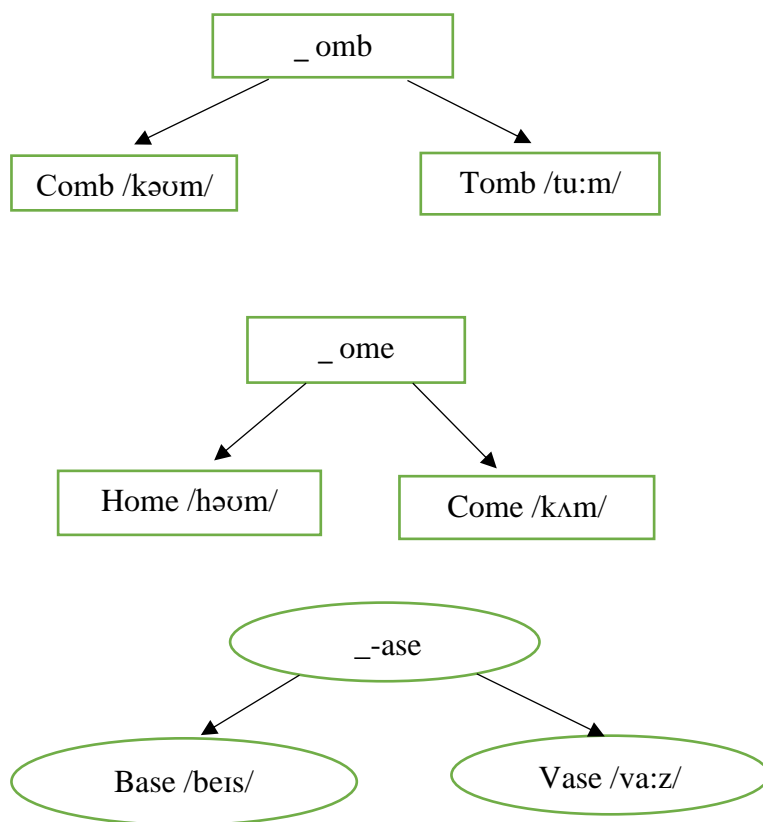 _ omb
Comb /kəʊm/
Tomb /tu:m/
_ ome
Home /həʊm/
Come /kʌm/
_-ase
Base /beɪs/
Vase /va:z/